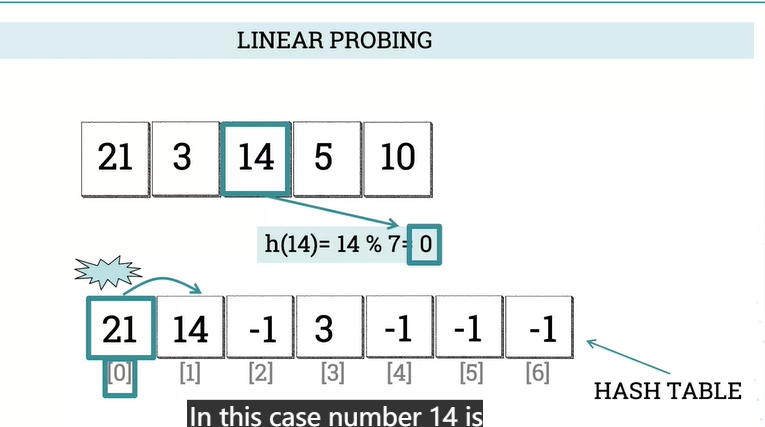 LINEAR PROBING
21 3 14 5 10
h(14)= 14 % 7= 0
21 14 -1 3 -1 -1 -1
[0] [1] [2] [3] [4] [5] [6]
HASH TABLE
In this case number 14 is